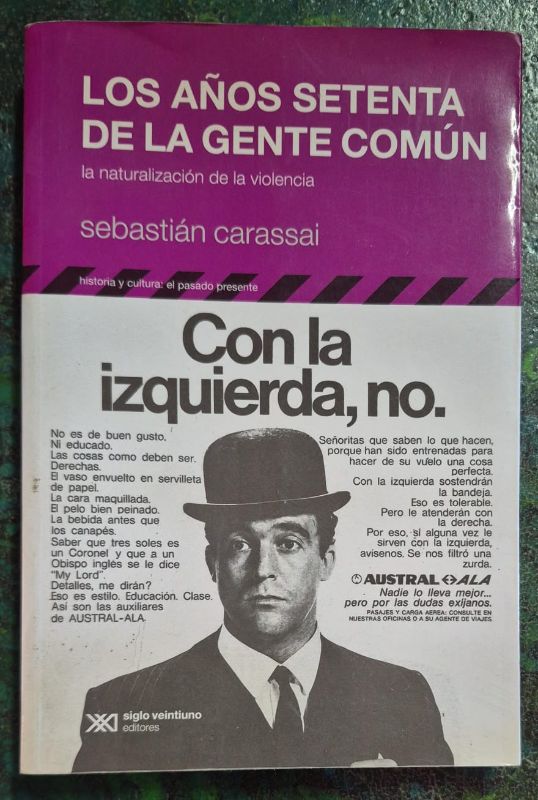 LOS AÑOS SETENTA
DE LA GENTE COMÚN
la naturalización de la violencia
sebastián carassai
historia y cultura: el pasado presente
Con la
izquierda, no.
No es de buen gusto.
Ni educado.
Las cosas como deben ser.
Derechas.
El vaso envuelto en servilleta
de papel.
La cara maquillada.
El pelo bien peinado.
La bebida antes que
los canapés.
Saber que tres soles es
un Coronel y que a un
Obispo inglés se le dice
"My Lord".
Detalles, me dirán?
Eso es estilo. Educación. Clase.
Así son las auxiliares
de AUSTRAL-ALA
Señoritas que saben lo que hacen,
porque han sido entrenadas para
hacer de su vuelo una cosa
perfecta.
Con la izquierda sostendrán
la bandeja.
Eso es tolerable.
Pero le atenderán con
la derecha.
Por eso, si alguna vez le
sirven con la izquierda,
avisenos. Se nos filtró una
zurda.
AUSTRAL ALA
Nadie lo lleva mejor...
pero por las dudas exíjanos.
PASAJES Y CARGA AEREA: CONSULTE EN
NUESTRAS OFICINAS O A SU AGENTE DE VIAJES
siglo veintiuno
editores